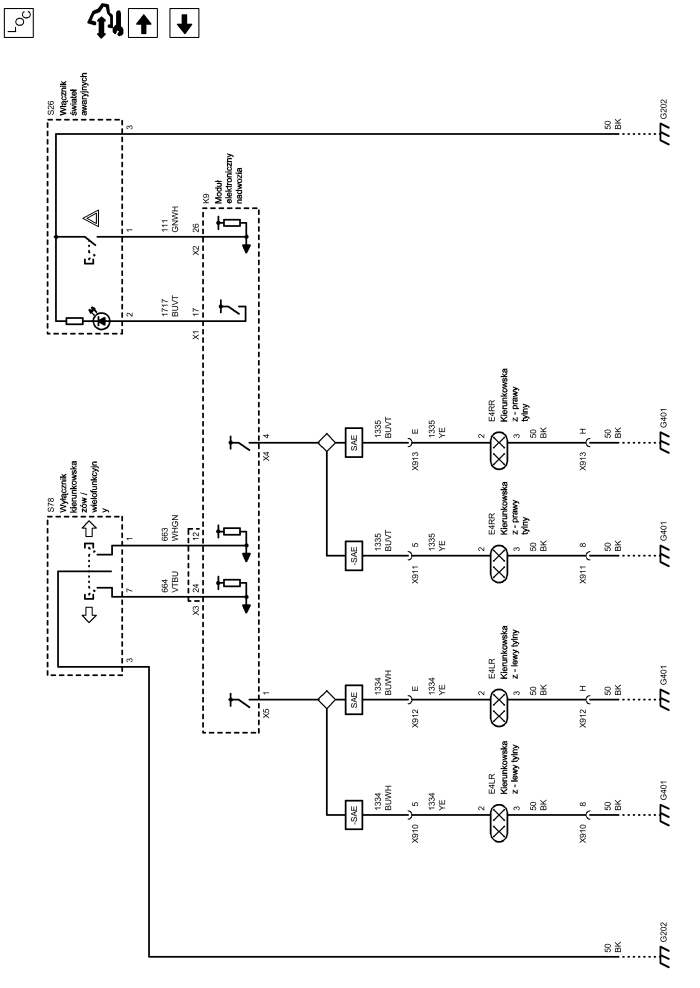 LOC
S78
Wyłącznik
kierunkowska
zów /
wielofunkcyjn
y
S26
Włącznik
świateł
awaryjnych
3
7
1
2
1
3
664
VTBU
663
WHGN
1717
BUVT
111
GNWH
X3
24
12
X1
17
X2
26
K9
Moduł
elektroniczny
nadwozia
X5
1
X4
4
-SAE
SAE
-SAE
SAE
1334
BUWH
1334
BUWH
1335
BUVT
1335
BUVT
X910
5
X912
E
X911
5
X913
E
1334
YE
1334
YE
1335
YE
1335
YE
2
2
2
2
E4LR
Kierunkowska
z - lewy tylny
E4LR
Kierunkowska
z - lewy tylny
E4RR
Kierunkowska
z - prawy
tylny
E4RR
Kierunkowska
z - prawy
tylny
3
3
3
3
50
BK
50
BK
50
BK
50
BK
X910
8
X912
H
X911
8
X913
H
50
BK
50
BK
50
BK
50
BK
50
BK
50
BK
G202
G401
G401
G401
G401
G202